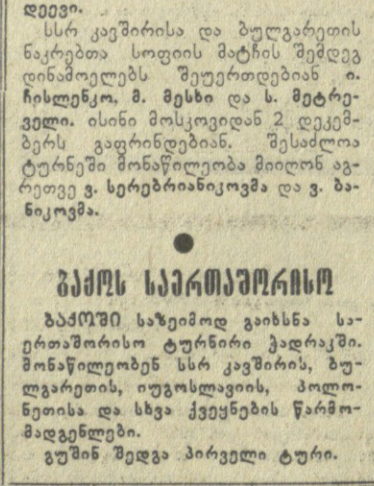 დეევი.
სსრ კავშირისა და ბულგარეთის
ნაკრებთა სოფიის მატჩის შემდეგ
დინამოელებს შეუერთდებიან ი.
ჩისლენკო, მ. მესხი და ს. მეტრე-
ველი. ისინი მოსკოვიდან 2 დეკემ-
ბერს გაფრინდებიან. შესაძლოა
ტურნეში მონაწილეობა მიიღონ აგ-
რეთვე ვ. სერებრიანიკოვმა და ვ. ბა-
ნიკოვმა.
●
ბაქოს საერთაშორისო
ბაქოში საზეიმოდ გაიხსნა სა-
ერთაშორისო ტურნირი ჭადრაკში.
მონაწილეობენ სსრ კავშირის, ბუ-
ლგარეთის, იუგოსლავიის, პოლო-
ნეთისა და სხვა ქვეყნების წარმო-
მადგენლები.
გუშინ შედგა პირველი ტური.